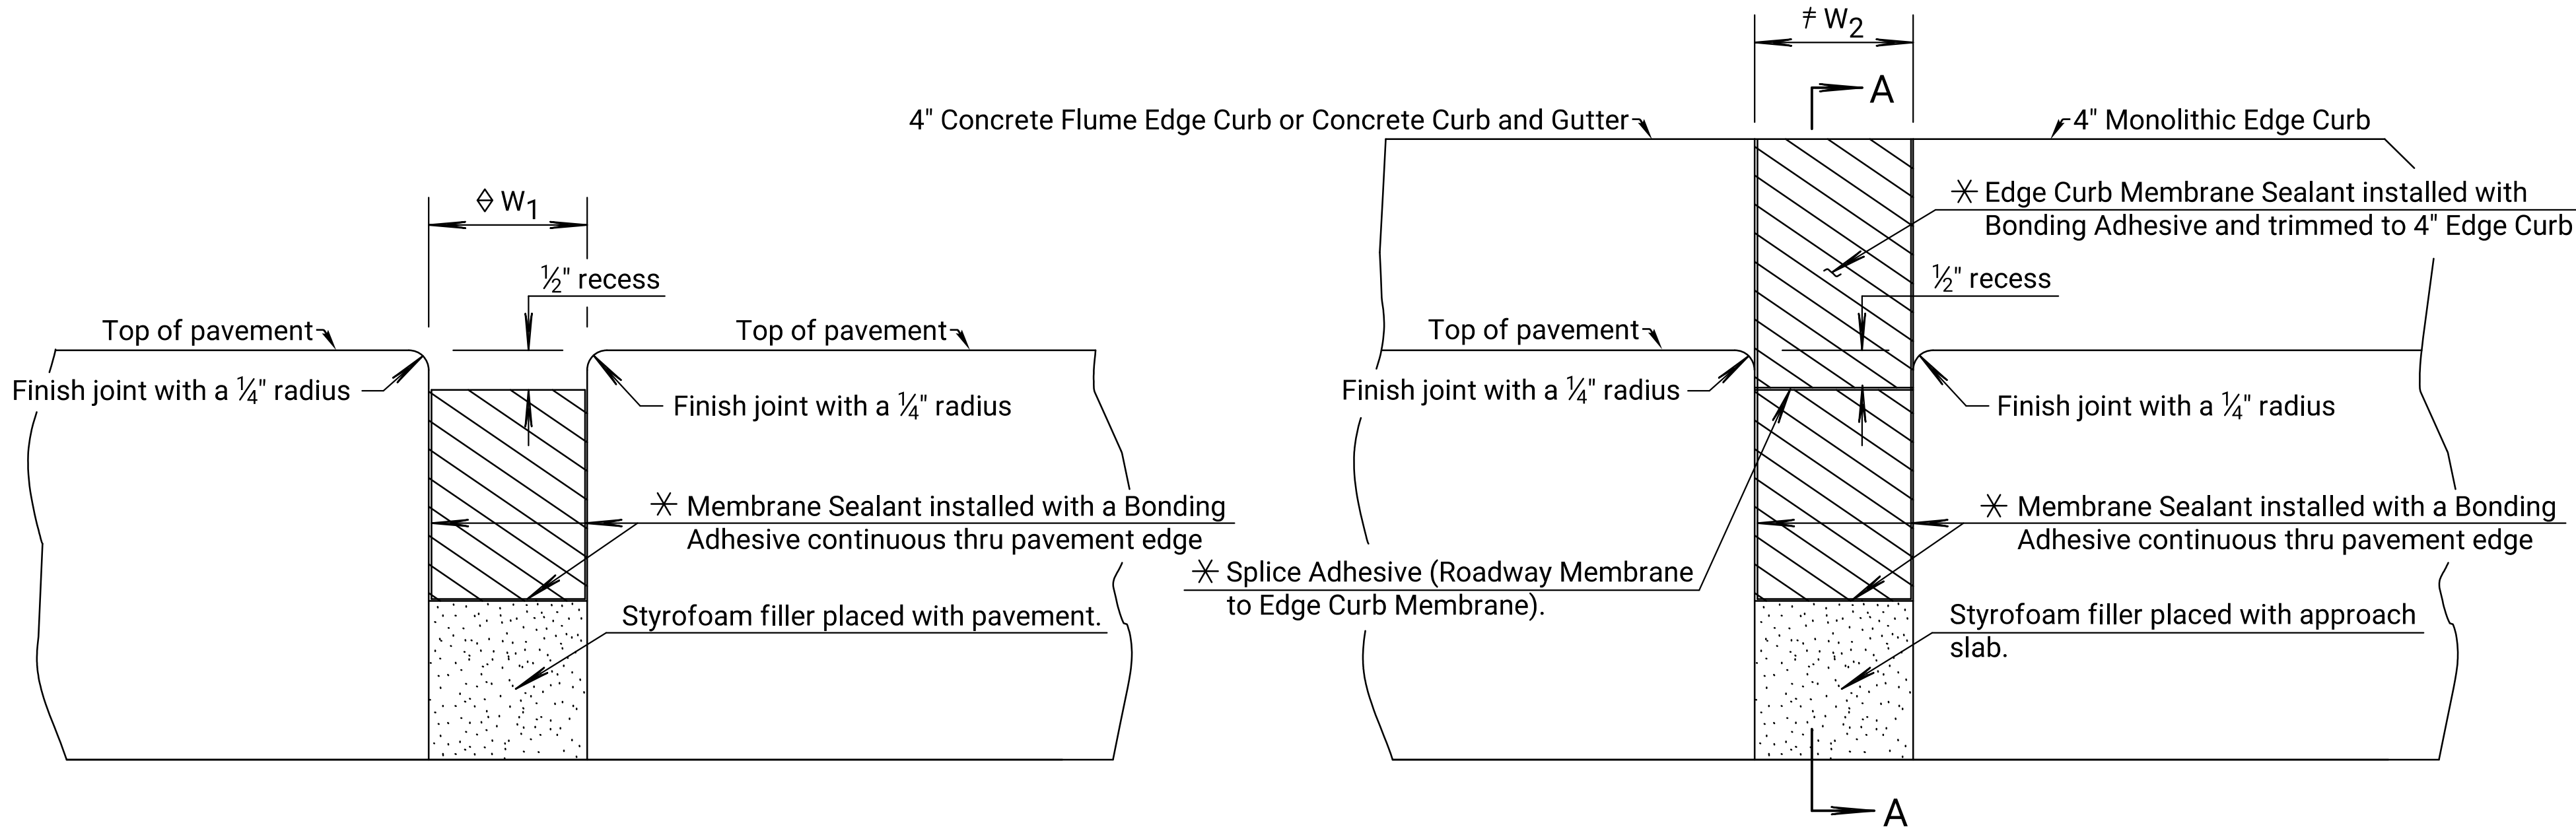 ◊ W1
½" recess
Top of pavement
Top of pavement
Finish joint with a ¼" radius
Finish joint with a ¼" radius
* Membrane Sealant installed with a Bonding
Adhesive continuous thru pavement edge
Styrofoam filler placed with pavement.
≠ W2
A
4" Concrete Flume Edge Curb or Concrete Curb and Gutter
4" Monolithic Edge Curb
* Edge Curb Membrane Sealant installed with
Bonding Adhesive and trimmed to 4" Edge Curb
½" recess
Top of pavement
Finish joint with a ¼" radius
Finish joint with a ¼" radius
* Membrane Sealant installed with a Bonding
Adhesive continuous thru pavement edge
* Splice Adhesive (Roadway Membrane
to Edge Curb Membrane).
Styrofoam filler placed with approach
slab.
A